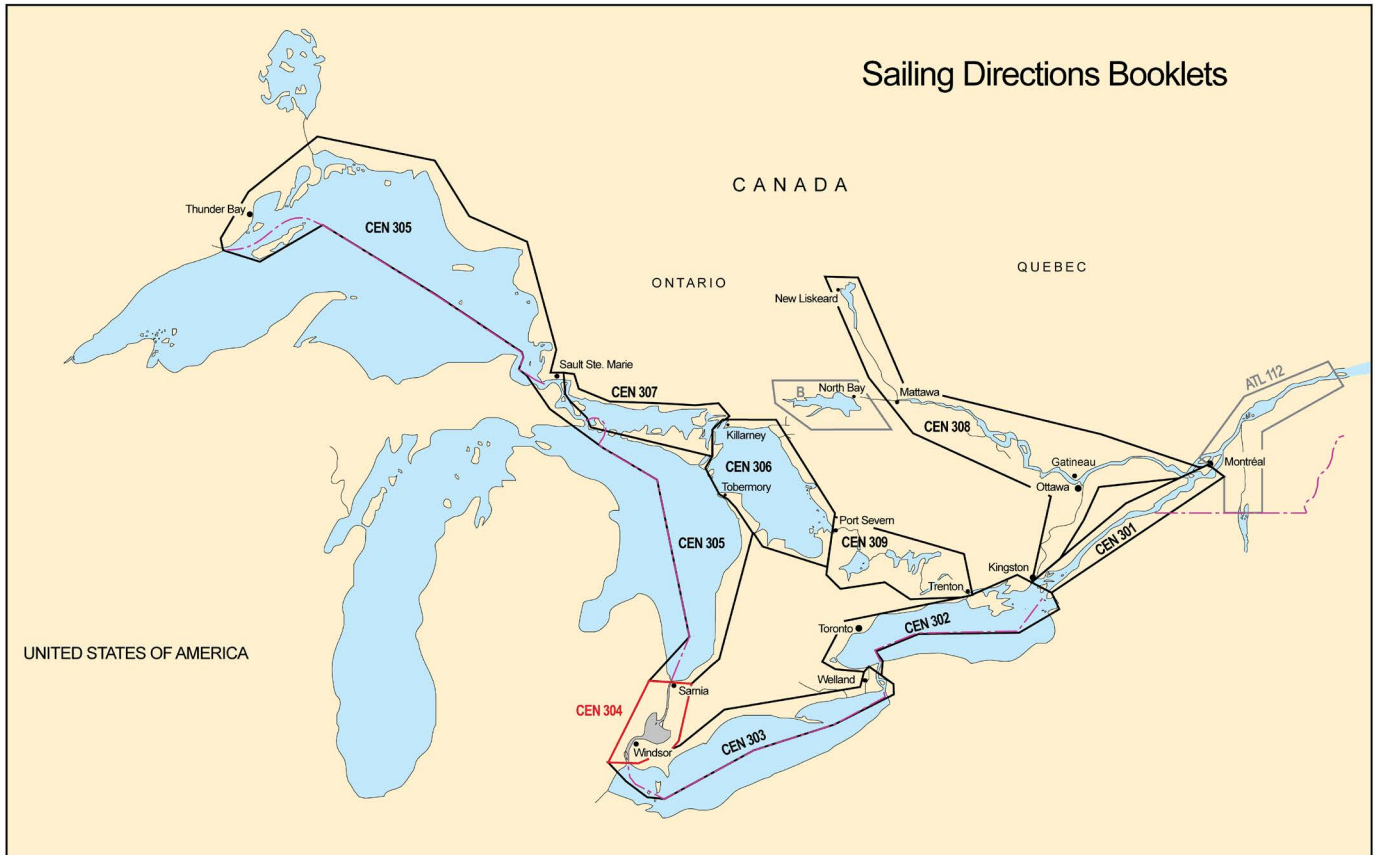 Sailing Directions Booklets
CANADA
Thunder Bay
CEN 305
QUEBEC
ONTARIO
New Liskeard
Sault Ste. Marie
ATL 112
CEN 307
B
North Bay
Mattawa
CEN 308
Killarney
CEN 306
Gatineau
Montréal
Ottawa
Tobermory
Port Severn
CEN 301
CEN 305
CEN 309
Kingston
Trenton
CEN 302
Toronto
UNITED STATES OF AMERICA
Welland
Sarnia
CEN 304
CEN 303
Windsor